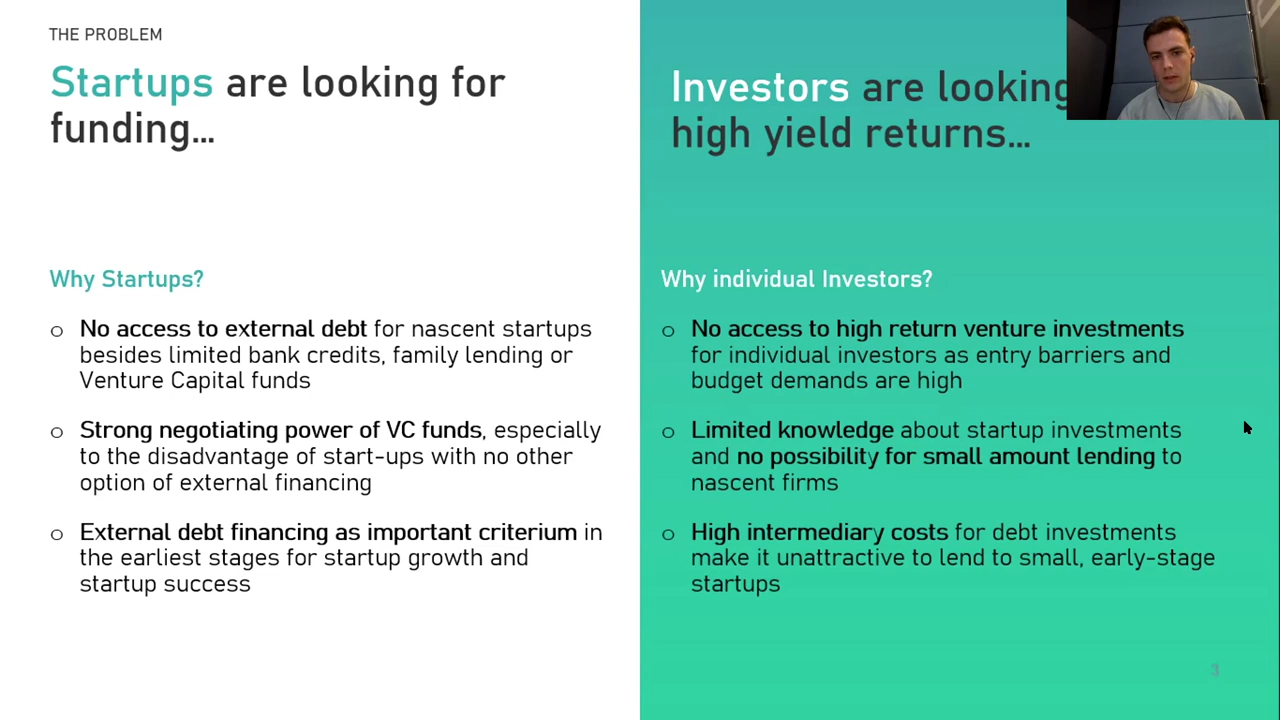 THE PROBLEM
Startups are looking for
funding...
Why Startups?
o No access to external debt for nascent startups
besides limited bank credits, family lending or
Venture Capital funds
o Strong negotiating power of VC funds, especially
to the disadvantage of start-ups with no other
option of external financing
o External debt financing as important criterium in
the earliest stages for startup growth and
startup success
Investors are looking
high yield returns...
Why individual Investors?
o No access to high return venture investments
for individual investors as entry barriers and
budget demands are high
o Limited knowledge about startup investments
and no possibility for small amount lending to
nascent firms
o High intermediary costs for debt investments
make it unattractive to lend to small, early-stage
startups
3